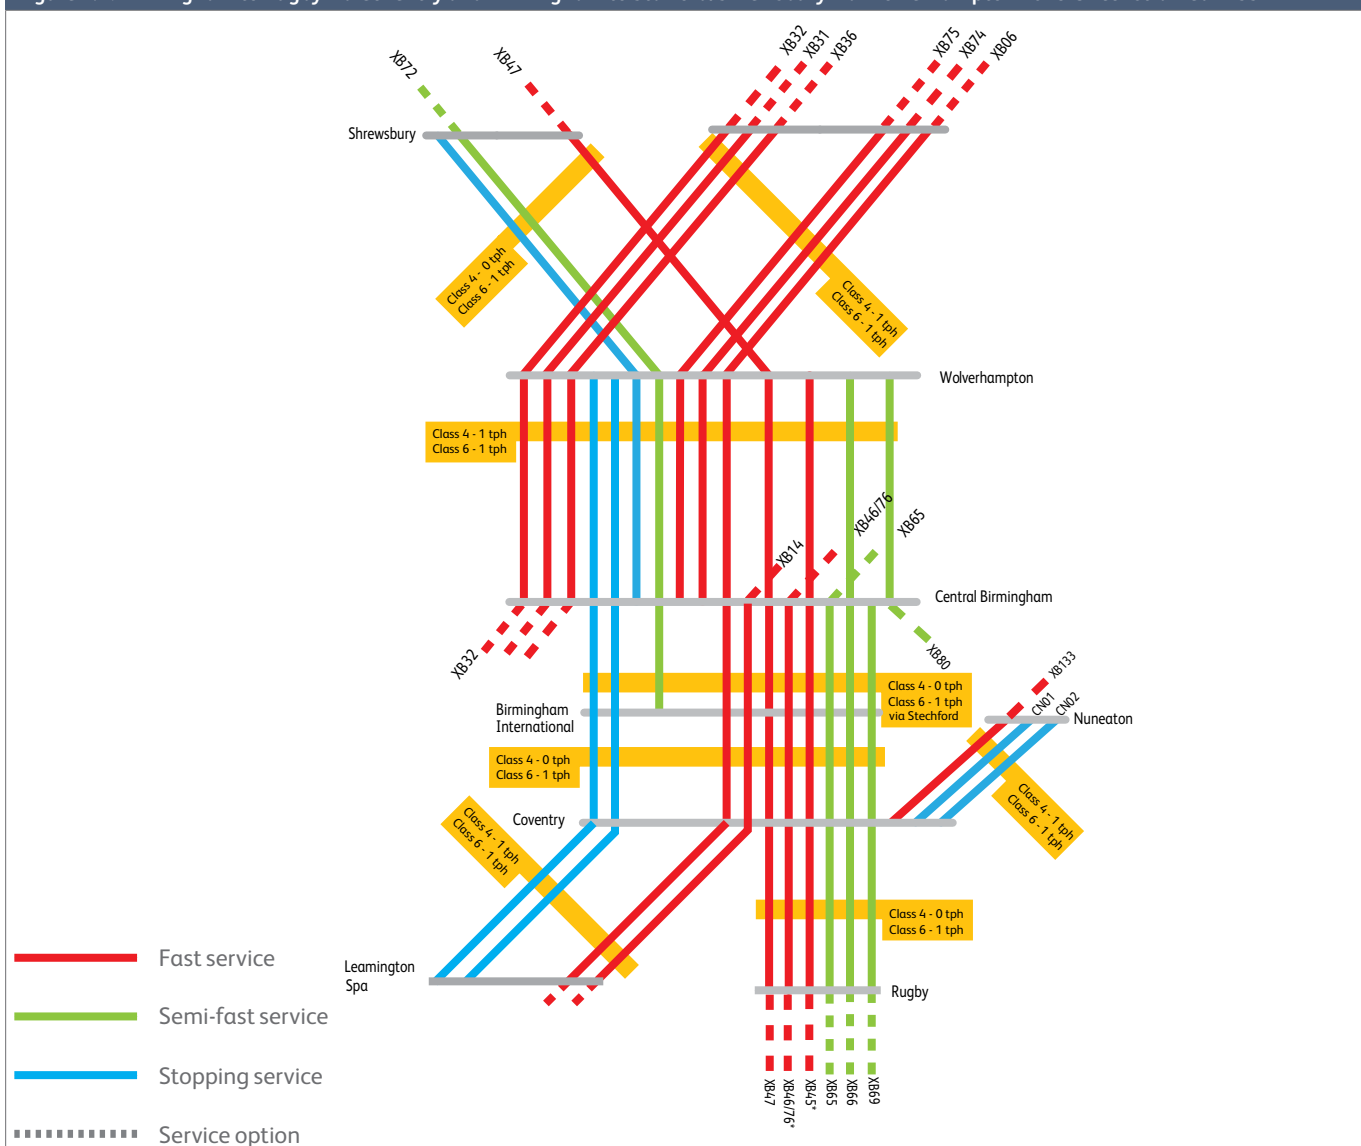 XB72
XB47
XB32
XB31
XB36
XB75
XB74
XB06
Shrewsbury
Class 4 - 0 tph
Class 6 - 1 tph
Class 4 - 1 tph
Class 6 - 1 tph
Wolverhampton
Class 4 - 1 tph
Class 6 - 1 tph
XB14
XB46/76
XB65
Central Birmingham
XB32
XB80
XB133
CN01
CN02
Class 4 - 0 tph
Class 6 - 1 tph
via Stechford
Birmingham
International
Nuneaton
Class 4 - 0 tph
Class 6 - 1 tph
Class 4 - 1 tph
Class 6 - 1 tph
Coventry
Class 4 - 1 tph
Class 6 - 1 tph
Class 4 - 0 tph
Class 6 - 1 tph
Leamington
Spa
Rugby
XB47
XB46/76*
XB45*
XB65
XB66
XB69
Fast service
Semi-fast service
Stopping service
Service option